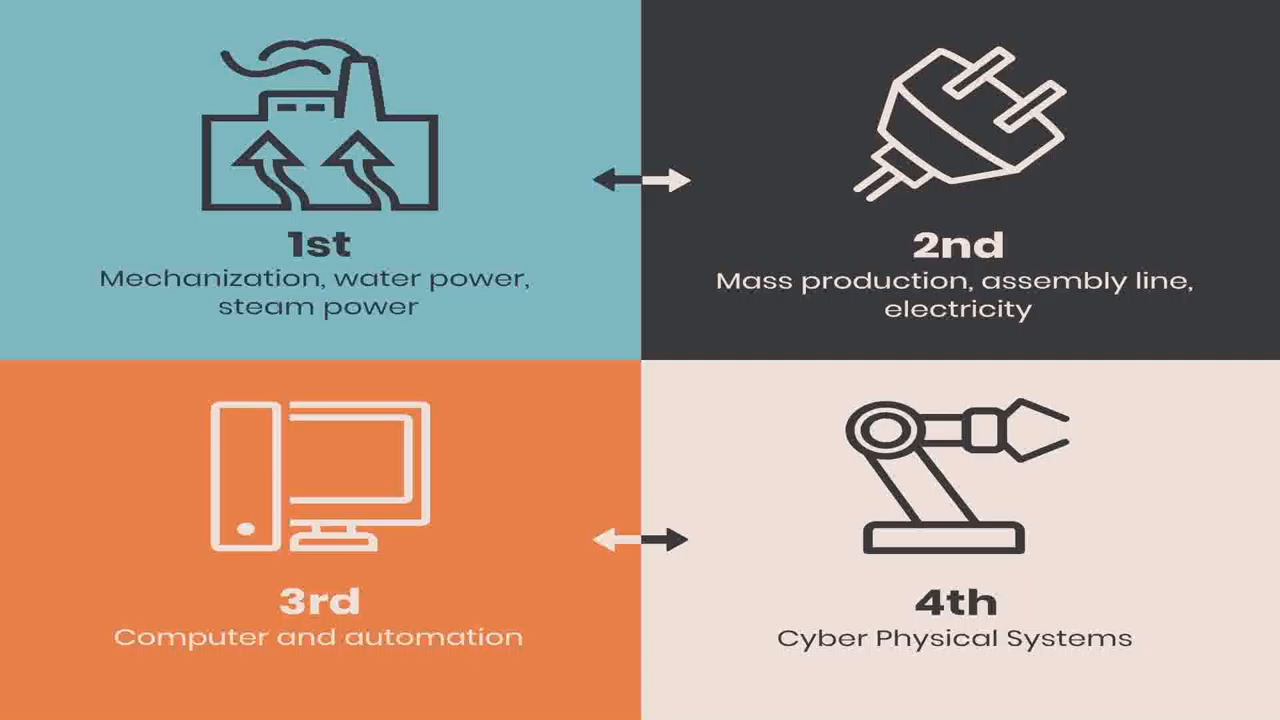 1st
Mechanization, water power,
steam power
2nd
Mass production, assembly line,
electricity
3rd
Computer and automation
4th
Cyber Physical Systems